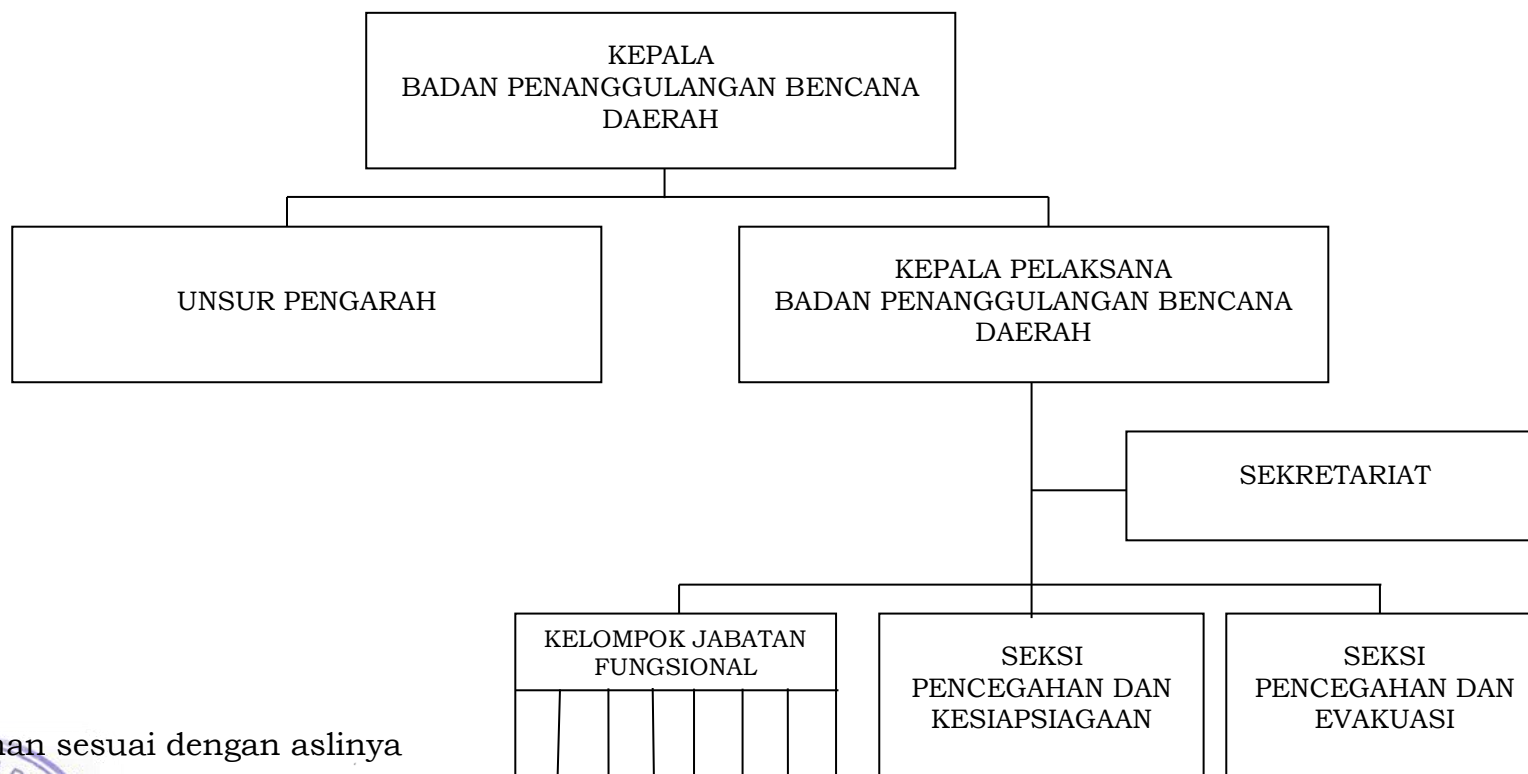 KEPALA
BADAN PENANGGULANGAN BENCANA
DAERAH
UNSUR PENGARAH
KEPALA PELAKSANA
BADAN PENANGGULANGAN BENCANA
DAERAH
SEKRETARIAT
KELOMPOK JABATAN
FUNGSIONAL
SEKSI
PENCEGAHAN DAN
KESIAPSIAGAAN
SEKSI
PENCEGAHAN DAN
EVAKUASI
sesuai dengan aslinya